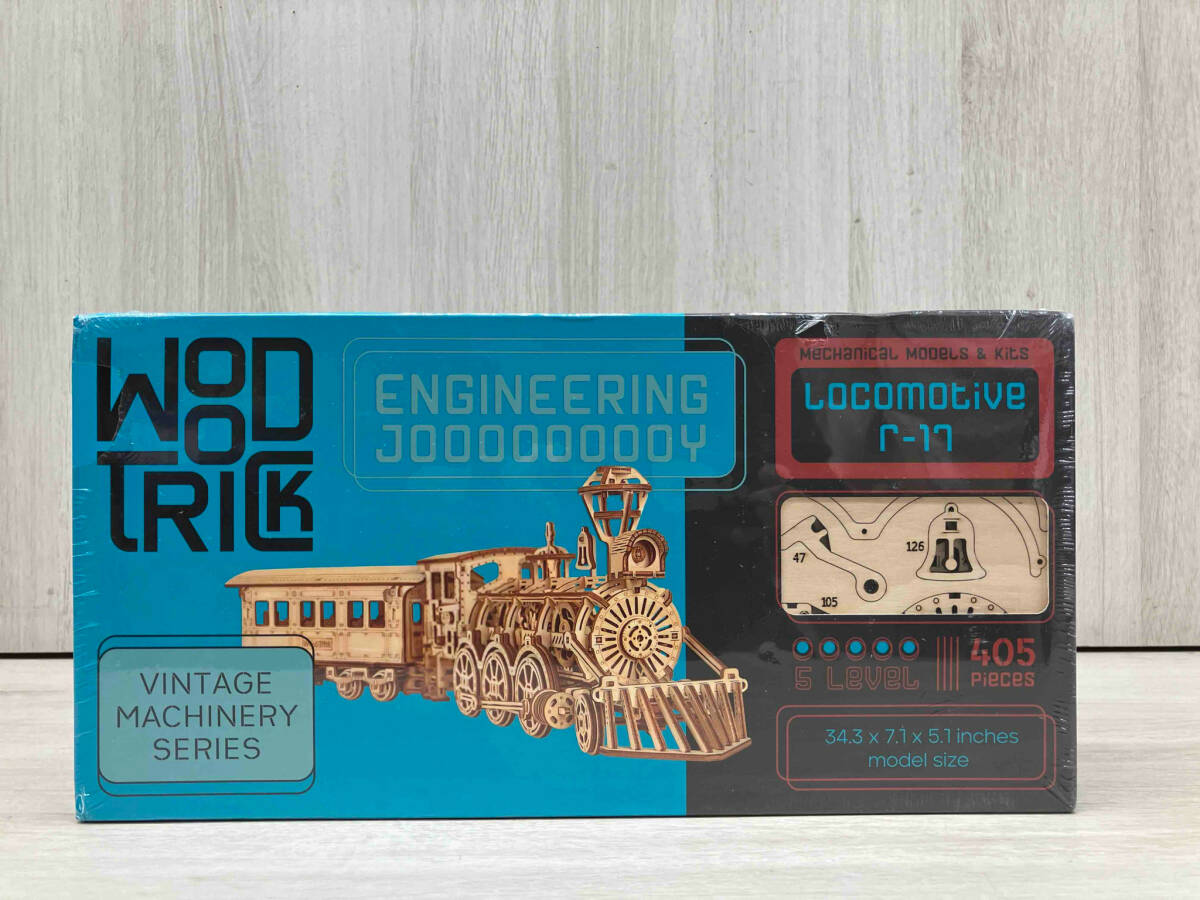 WOOD
TRICK
ENGINEERING
JOOOOOOOOOY
VINTAGE
MACHINERY
SERIES
Mechanical Models & Kits
Locomotive
r-17
47
126
105
5 Level
405
Pieces
34.3 x 7.1 x 5.1 inches
model size